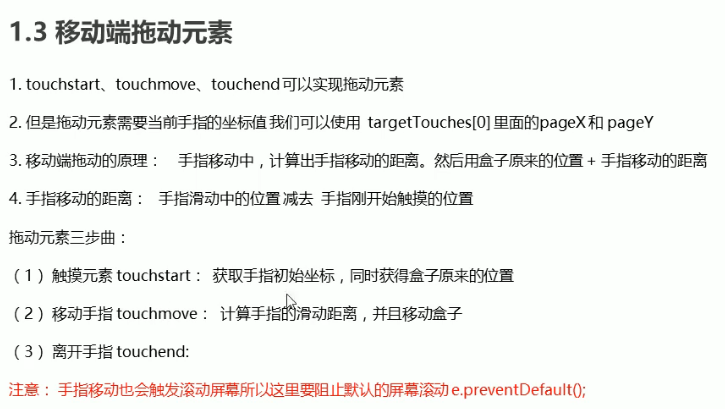 1.3 移动端拖动元素
1. touchstart、touchmove、touchend 可以实现拖动元素
2. 但是拖动元素需要当前手指的坐标值 我们可以使用 targetTouches[0] 里面的pageX 和 pageY
3. 移动端拖动的原理： 手指移动中，计算出手指移动的距离。然后用盒子原来的位置 + 手指移动的距离
4. 手指移动的距离： 手指滑动中的位置 减去 手指刚开始触摸的位置
拖动元素三步曲：
（1） 触摸元素 touchstart： 获取手指初始坐标，同时获得盒子原来的位置
（2） 移动手指 touchmove： 计算手指的滑动距离，并且移动盒子
（3） 离开手指 touchend:
注意： 手指移动也会触发滚动屏幕所以这里要阻止默认的屏幕滚动 e.preventDefault();